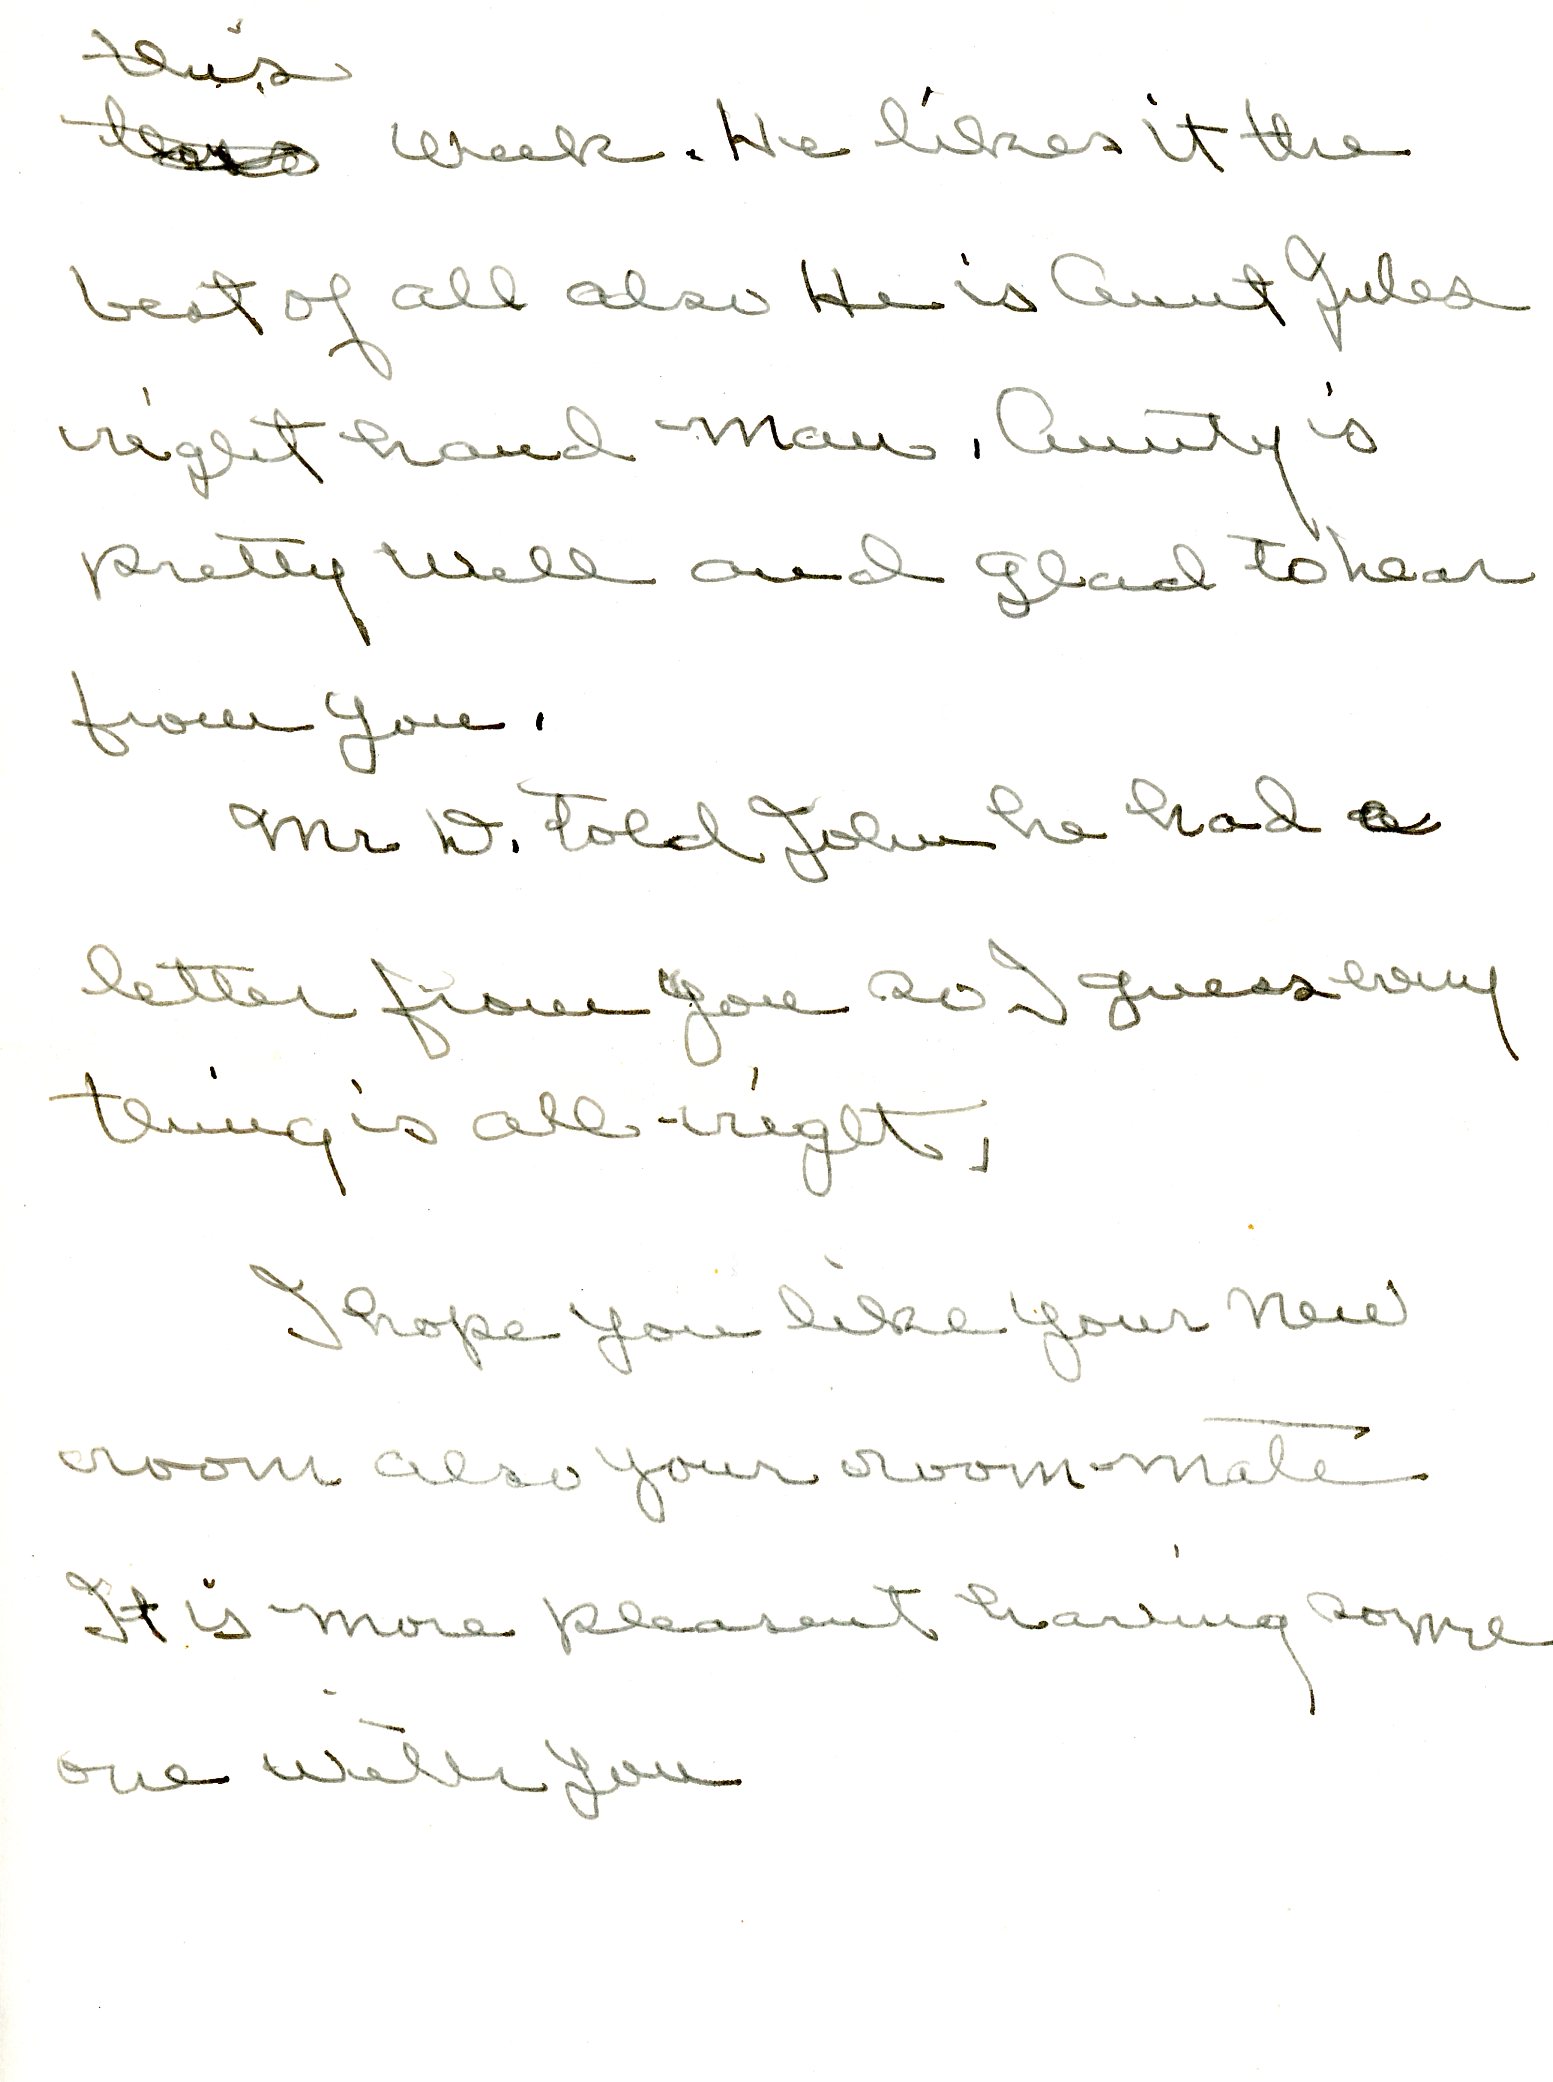 this
week. He likes it the
best of all also He is Aunt Jules
right hand man. Aunty is
pretty well and glad to hear
from you.
Mr D. told John he had a
letter from you so I guess every
thing is all-right.
I hope you like your new
room also your room-mate
It is more pleasent having some
one with you